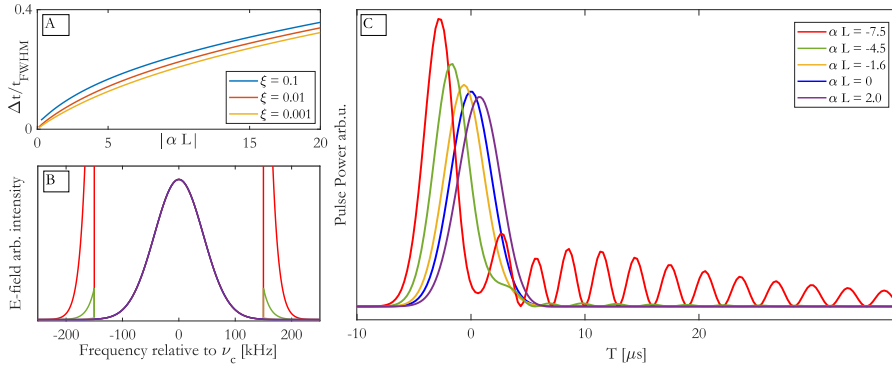 A
0.4
0
Δt/t_FWHM
ξ = 0.1
ξ = 0.01
ξ = 0.001
0 5 10 15 20
|α L|
B
E-field arb. intensity
-200 -100 0 100 200
Frequency relative to ν_c [kHz]
C
Pulse Power arb.u.
α L = -7.5
α L = -4.5
α L = -1.6
α L = 0
α L = 2.0
-10 0 10 20
T [μs]